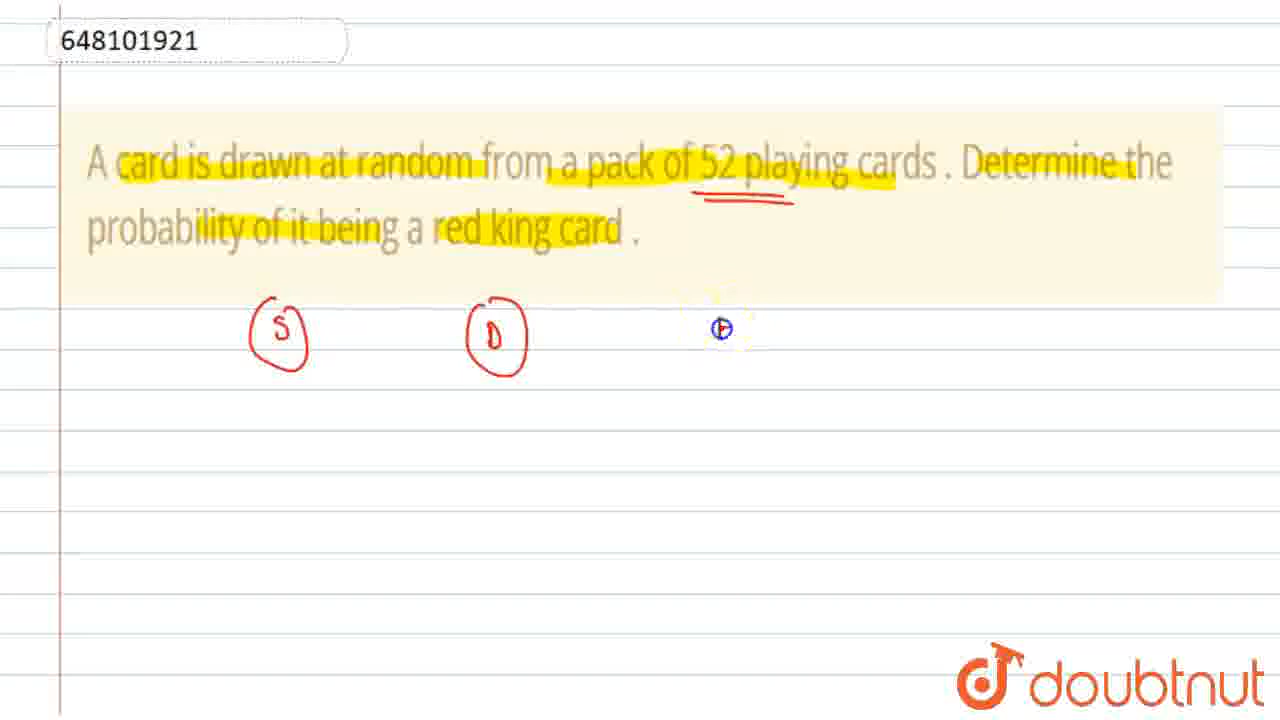 648101921
A card is drawn at random from a pack of 52 playing cards . Determine the
probability of it being a red king card .
S D
doubtnut